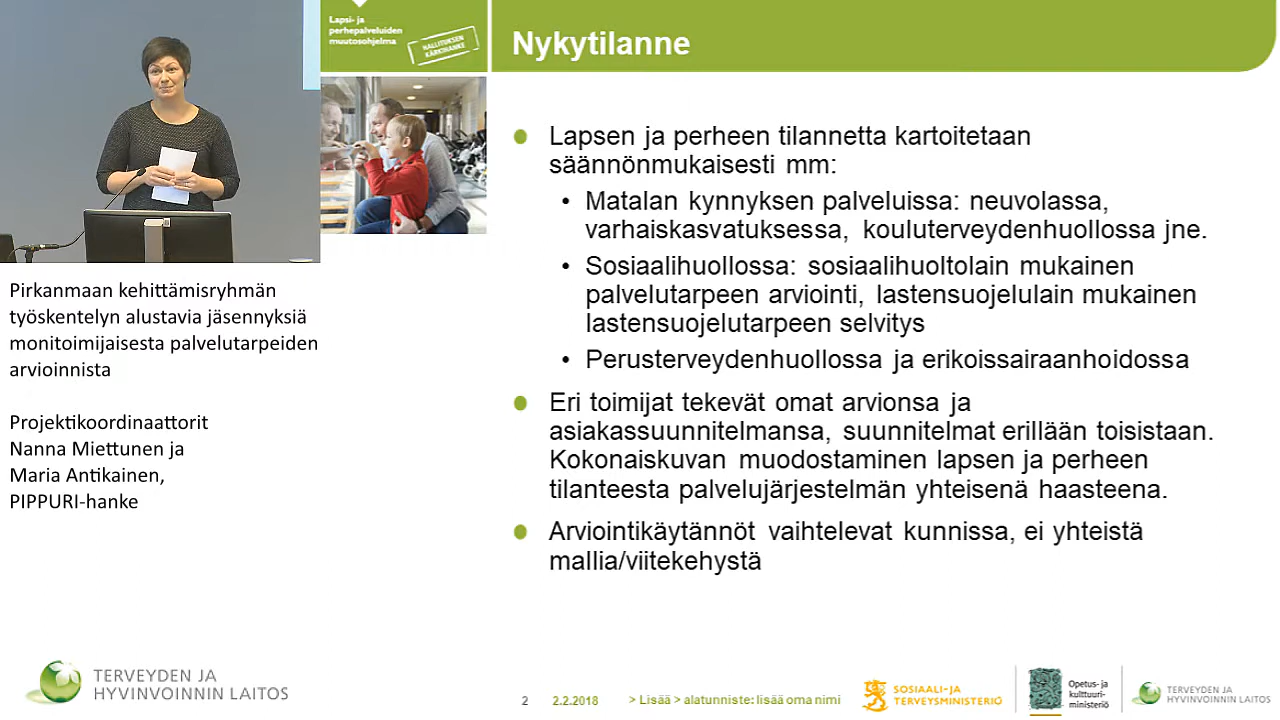 Lapsi- ja
perhepalveluiden
muutosohjelma
HALLITUKSEN
KÄRKIHANKE
Nykytilanne
Lapsen ja perheen tilannetta kartoitetaan
säännönmukaisesti mm:
Matalan kynnyksen palveluissa: neuvolassa,
varhaiskasvatuksessa, kouluterveydenhuollossa jne.
Sosiaalihuollossa: sosiaalihuoltolain mukainen
palvelutarpeen arviointi, lastensuojelulain mukainen
lastensuojelutarpeen selvitys
Perusterveydenhuollossa ja erikoissairaanhoidossa
Eri toimijat tekevät omat arvionsa ja
asiakassuunnitelmansa, suunnitelmat erillään toisistaan.
Kokonaiskuvan muodostaminen lapsen ja perheen
tilanteesta palvelujärjestelmän yhteisenä haasteena.
Arviointikäytännöt vaihtelevat kunnissa, ei yhteistä
mallia/viitekehystä
Pirkanmaan kehittämisryhmän
työskentelyn alustavia jäsennyksiä
monitoimijaisesta palvelutarpeiden
arvioinnista
Projektikoordinaattorit
Nanna Miettunen ja
Maria Antikainen,
PIPPURI-hanke
TERVEYDEN JA
HYVINVOINNIN LAITOS
2 2.2.2018 > Lisää > alatunniste: lisää oma nimi
SOSIAALI- JA
TERVEYSMINISTERIÖ
Opetus- ja
kulttuuri-
ministeriö
TERVEYDEN JA
HYVINVOINNIN LAITOS